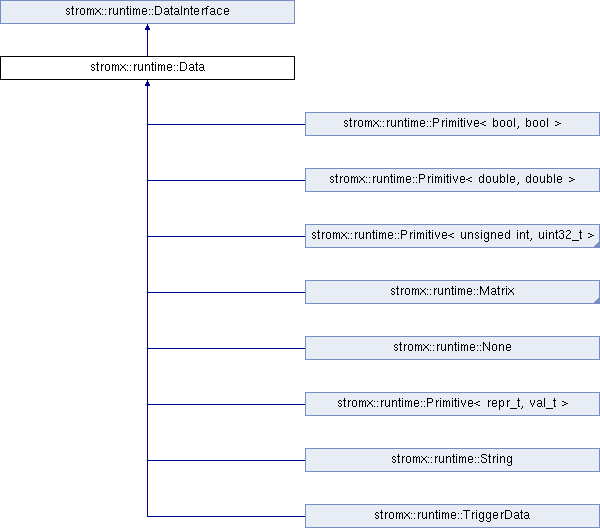 stromx::runtime::DataInterface
stromx::runtime::Data
stromx::runtime::Primitive< bool, bool >
stromx::runtime::Primitive< double, double >
stromx::runtime::Primitive< unsigned int, uint32_t >
stromx::runtime::Matrix
stromx::runtime::None
stromx::runtime::Primitive< repr_t, val_t >
stromx::runtime::String
stromx::runtime::TriggerData